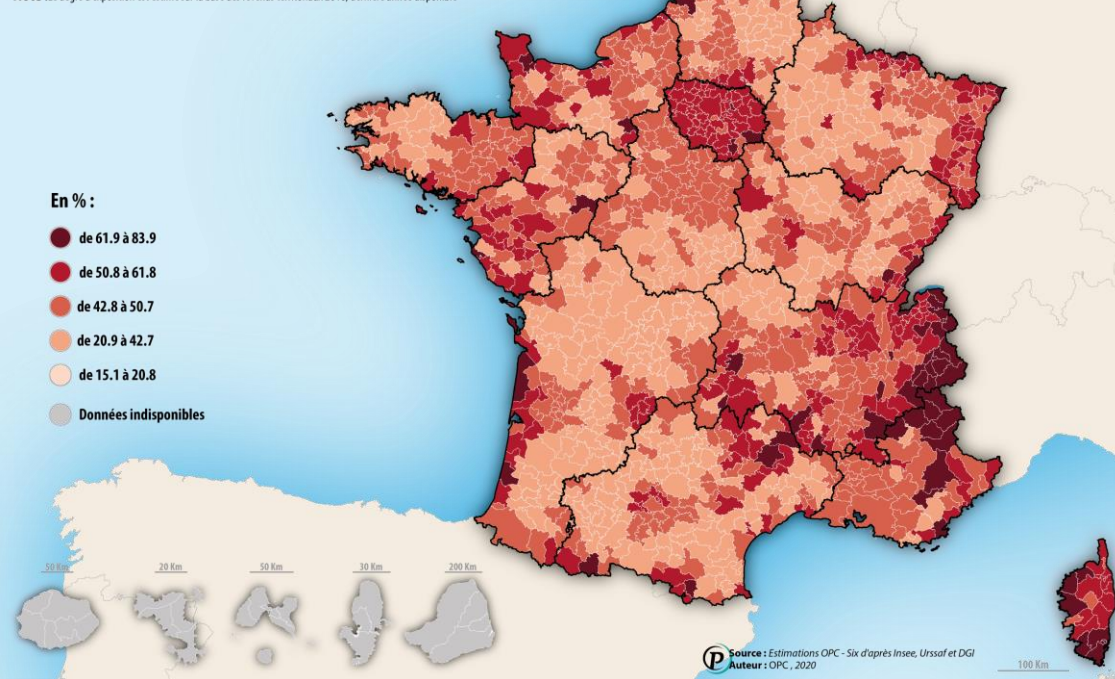 En % :
de 61.9 à 83.9
de 50.8 à 61.8
de 42.8 à 50.7
de 20.9 à 42.7
de 15.1 à 20.8
Données indisponibles
50 Km
20 Km
50 Km
30 Km
200 Km
P
Source : Estimations OPC - Six d'après Insee, Urssaf et DGI
Auteur : OPC , 2020
100 Km